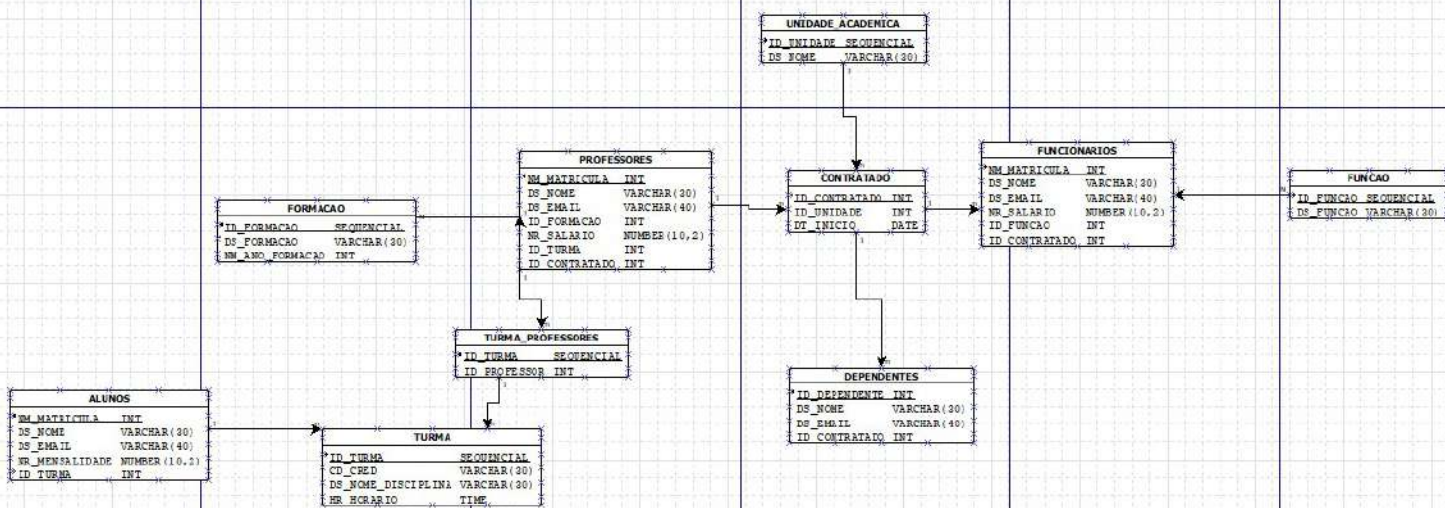 UNIDADE_ACADEMICA
ID_UNIDADE SEQUENCIAL
DS_NOME VARCHAR(30)
PROFESSORES
NM_MATRICULA INT
DS_NOME VARCHAR(30)
DS_EMAIL VARCHAR(40)
ID_FORMACAO INT
NR_SALARIO NUMBER(10,2)
ID_TURMA INT
ID_CONTRATADO INT
CONTRATADO
ID_CONTRATADO INT
ID_UNIDADE INT
DT_INICIO DATE
FUNCIONARIOS
NM_MATRICULA INT
DS_NOME VARCHAR(30)
DS_EMAIL VARCHAR(40)
NR_SALARIO NUMBER(10,2)
ID_FUNCAO INT
ID_CONTRATADO INT
FUNCAO
ID_FUNCAO SEQUENCIAL
DS_FUNCAO VARCHAR(30)
FORMACAO
ID_FORMACAO SEQUENCIAL
DS_FORMACAO VARCHAR(30)
NM_ANO_FORMACAO INT
TURMA_PROFESSORES
ID_TURMA SEQUENCIAL
ID_PROFESSOR INT
DEPENDENTES
ID_DEPENDENTE INT
DS_NOME VARCHAR(30)
DS_EMAIL VARCHAR(40)
ID_CONTRATADO INT
ALUNOS
NM_MATRICULA INT
DS_NOME VARCHAR(30)
DS_EMAIL VARCHAR(40)
NR_MENSALIDADE NUMBER(10,2)
ID_TURMA INT
TURMA
ID_TURMA SEQUENCIAL
CD_CRED VARCHAR(30)
DS_NOME_DISCIPLINA VARCHAR(30)
HR_HORARIO TIME